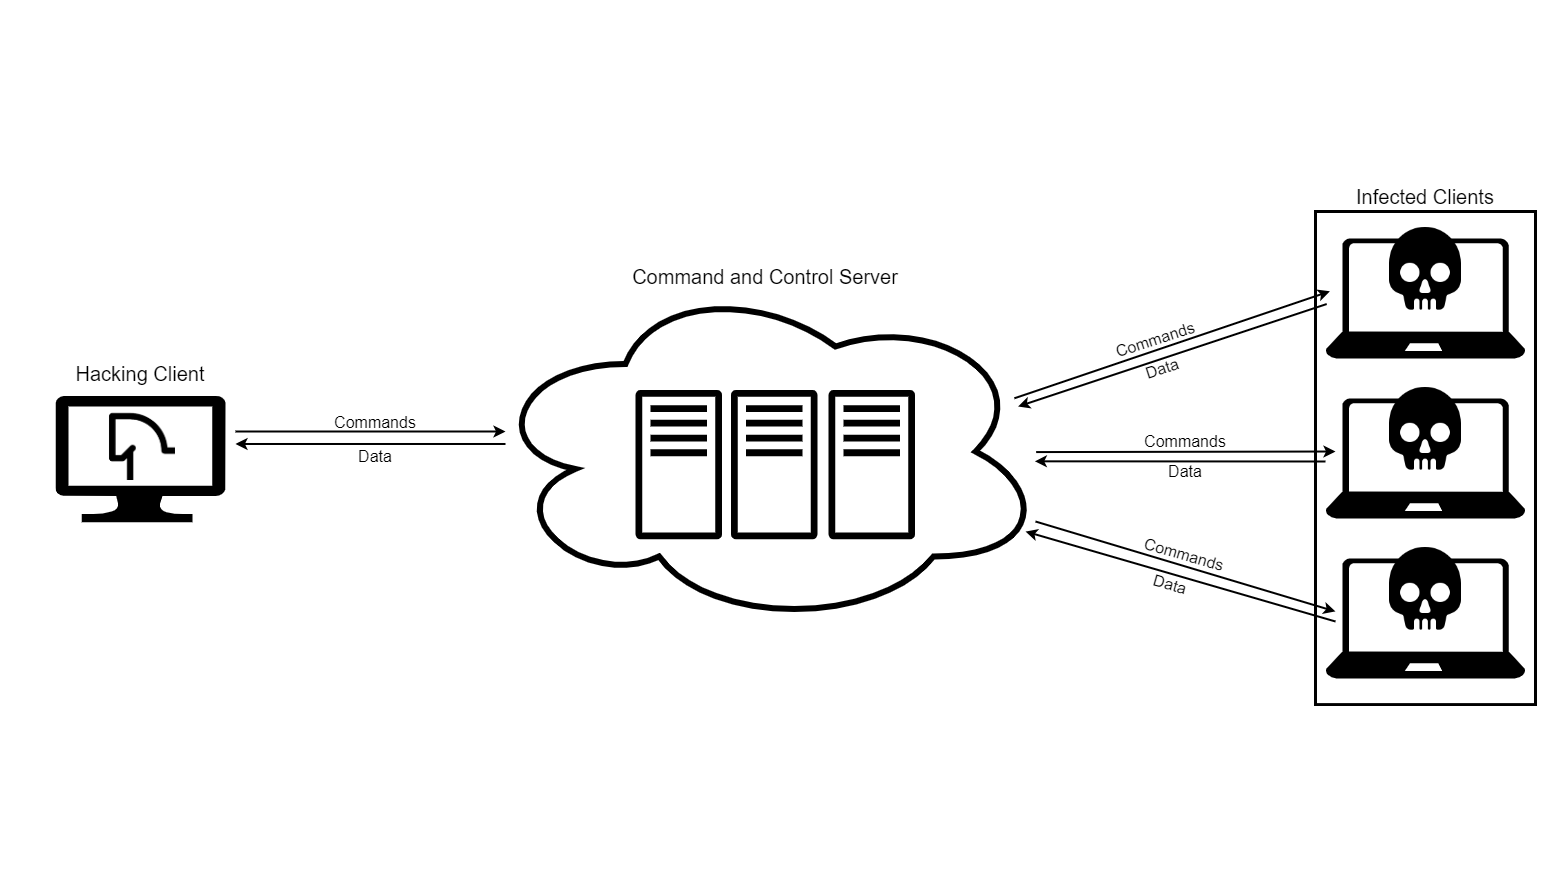 Infected Clients
Command and Control Server
Hacking Client
Commands
Data
Commands
Data
Commands
Data
Commands
Data